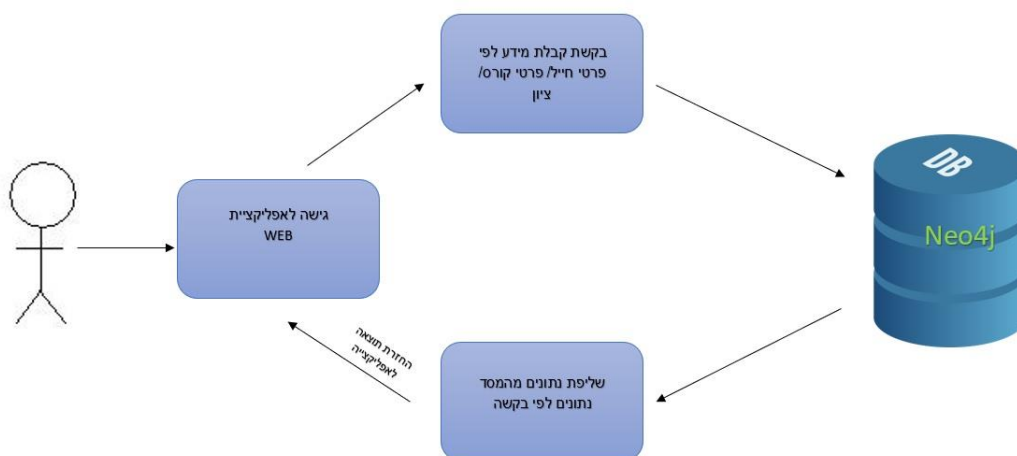 בקשת קבלת מידע לפי
פרטי חייל/ פרטי קורס/
ציון
DB
Neo4j
גישה לאפליקציית
WEB
החזרת תוצאה
לאפליקצייה
שליפת נתונים מהמסד
נתונים לפי בקשה